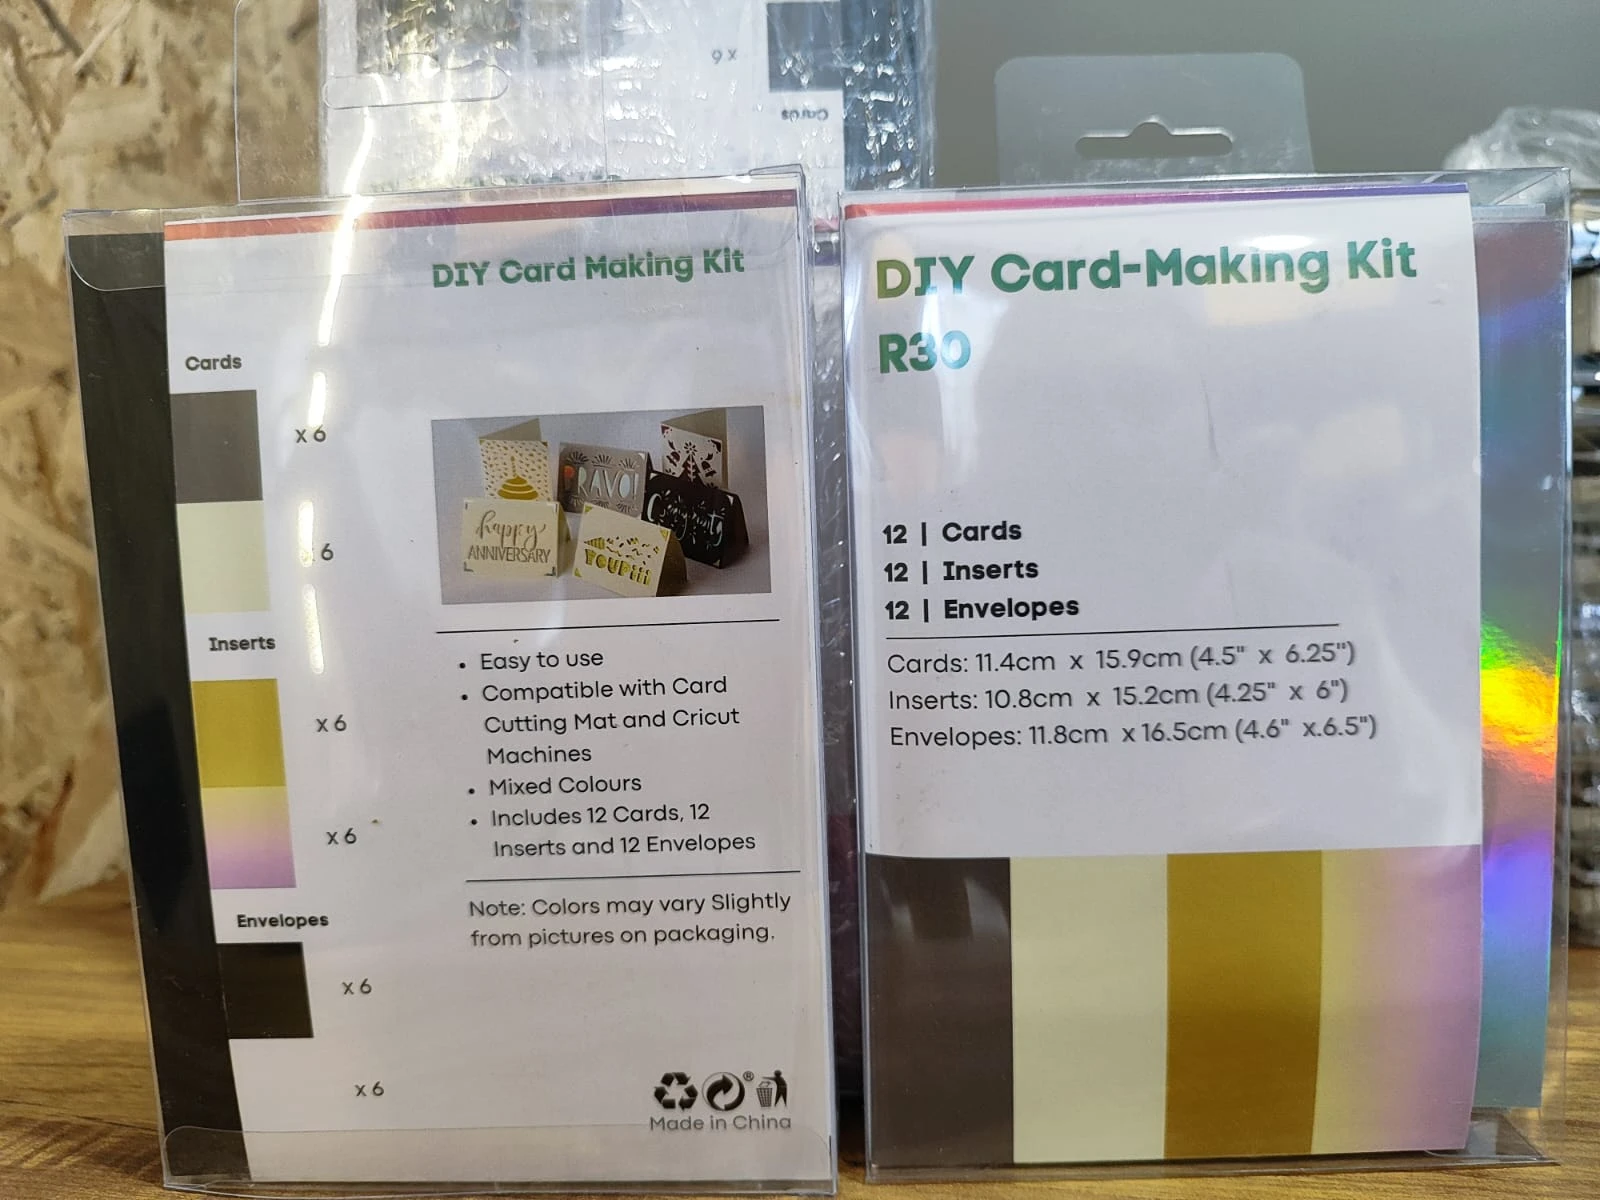 9 x
Cards
DIY Card Making Kit
Cards
x 6
6
Inserts
x 6
x 6
Envelopes
x 6
x 6
BRAVO!
Congrats
happy
ANNIVERSARY
YOUPiii
• Easy to use
• Compatible with Card
Cutting Mat and Cricut
Machines
• Mixed Colours
• Includes 12 Cards, 12
Inserts and 12 Envelopes
Note: Colors may vary Slightly
from pictures on packaging.
®
Made in China
DIY Card-Making Kit
R30
12 | Cards
12 | Inserts
12 | Envelopes
Cards: 11.4cm x 15.9cm (4.5" x 6.25")
Inserts: 10.8cm x 15.2cm (4.25" x 6")
Envelopes: 11.8cm x 16.5cm (4.6" x.6.5")